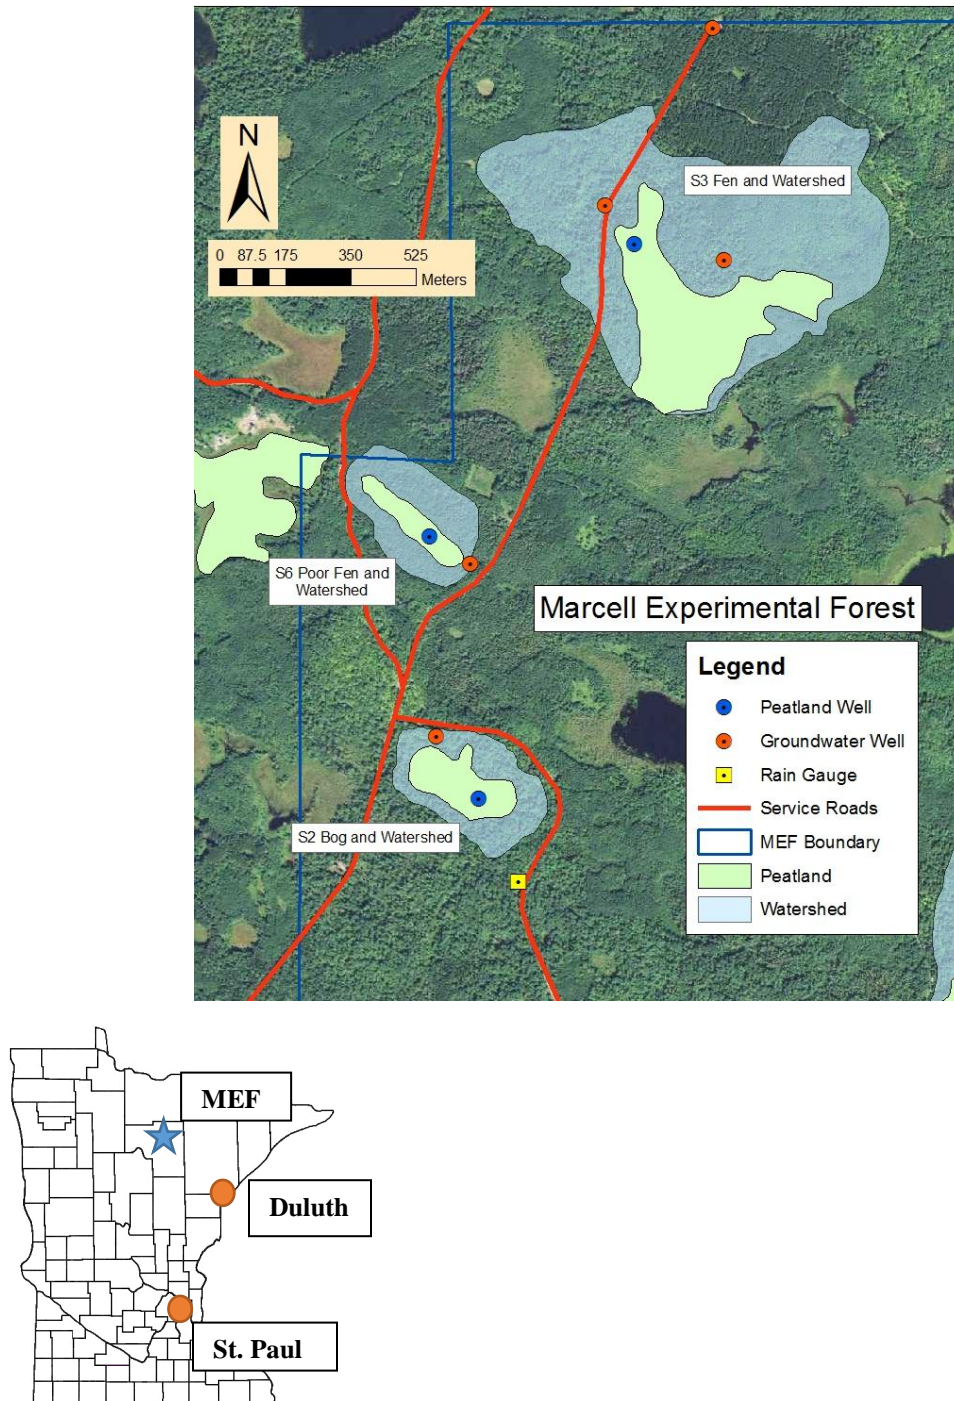 N
0 87.5 175 350 525
Meters
S3 Fen and Watershed
S6 Poor Fen and
Watershed
Marcell Experimental Forest
Legend
Peatland Well
Groundwater Well
Rain Gauge
Service Roads
MEF Boundary
Peatland
Watershed
S2 Bog and Watershed
MEF
Duluth
St. Paul